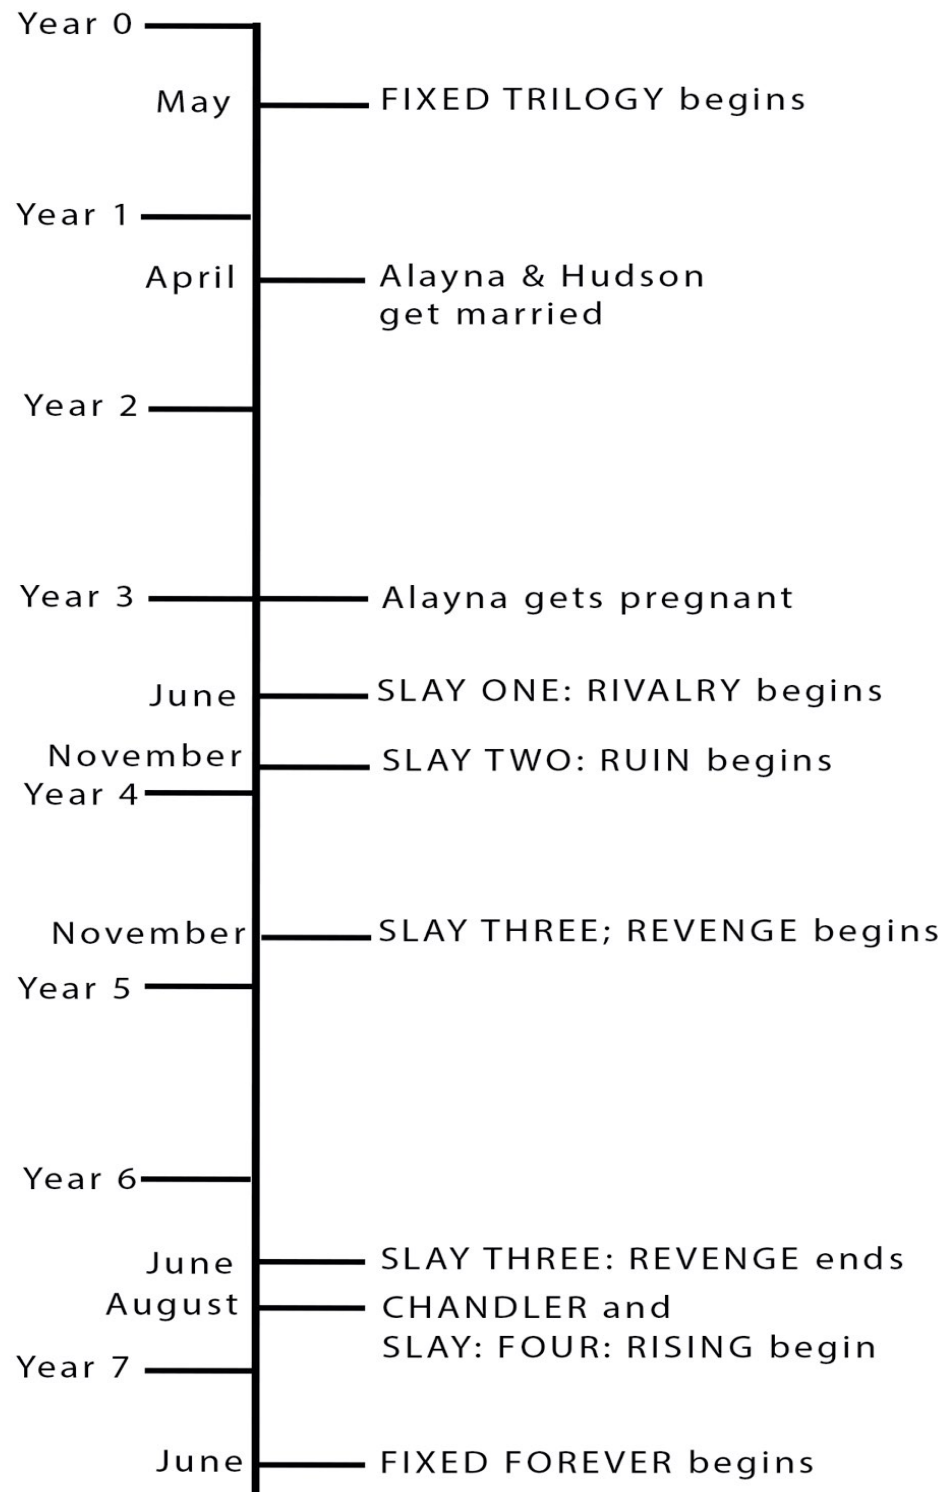 Year 0
May FIXED TRILOGY begins
Year 1
April Alayna & Hudson
get married
Year 2
Year 3 Alayna gets pregnant
June SLAY ONE: RIVALRY begins
November SLAY TWO: RUIN begins
Year 4
November SLAY THREE; REVENGE begins
Year 5
Year 6
June SLAY THREE: REVENGE ends
August CHANDLER and
SLAY: FOUR: RISING begin
Year 7
June FIXED FOREVER begins